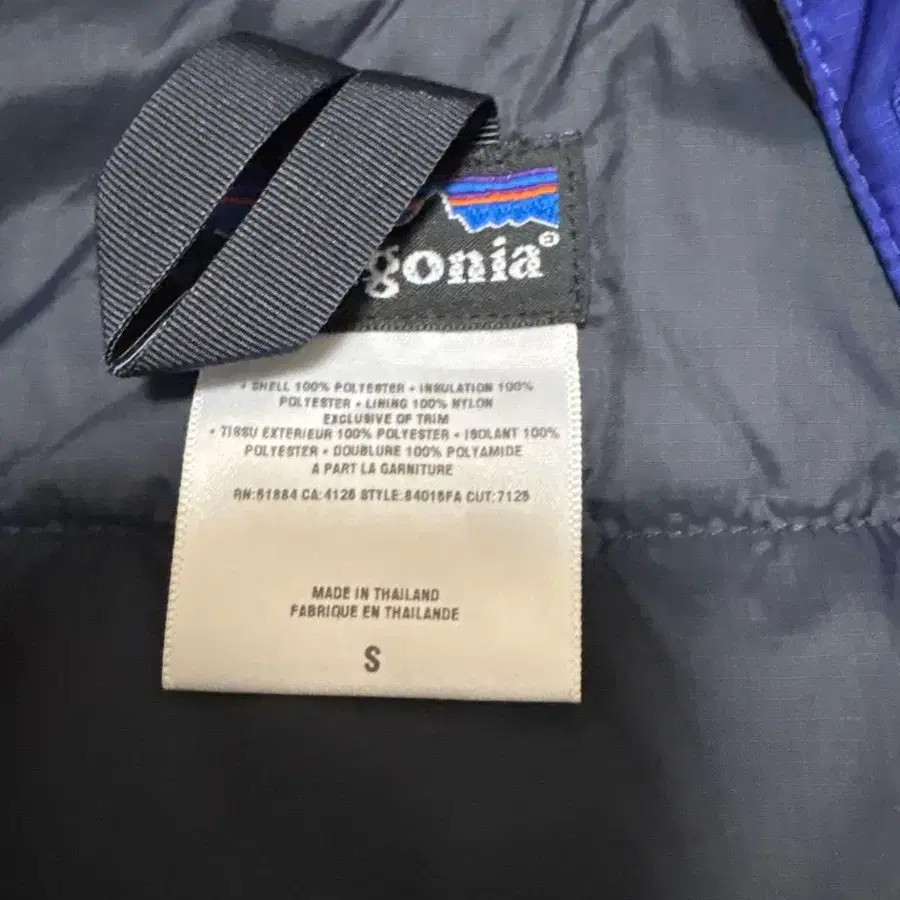 gonia®
• SHELL 100% POLYESTER • INSULATION 100%
POLYESTER • LINING 100% NYLON
EXCLUSIVE OF TRIM
• TISSU EXTERIEUR 100% POLYESTER • ISOLANT 100%
POLYESTER • DOUBLURE 100% POLYAMIDE
A PART LA GARNITURE
RN:51884 CA:4128 STYLE:84016FA CUT:7128
MADE IN THAILAND
FABRIQUE EN THAILANDE
S